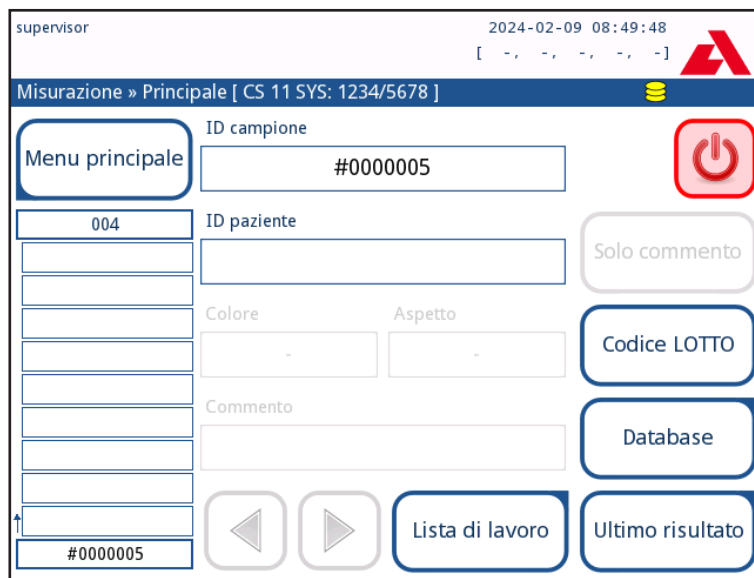 supervisor
2024-02-09 08:49:48
[ -, -, -, -, -]
Misurazione » Principale [ CS 11 SYS: 1234/5678 ]
Menu principale
ID campione
#0000005
004
ID paziente
Solo commento
Colore
Aspetto
-
-
Codice LOTTO
Commento
Database
Lista di lavoro
Ultimo risultato
#0000005